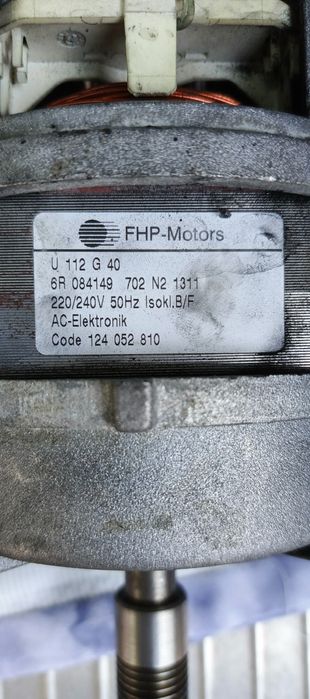 FHP-Motors
U 112 G 40
6R 084149 702 N2 1311
220/240V 50Hz Isokl.B/F
AC-Elektronik
Code 124 052 810